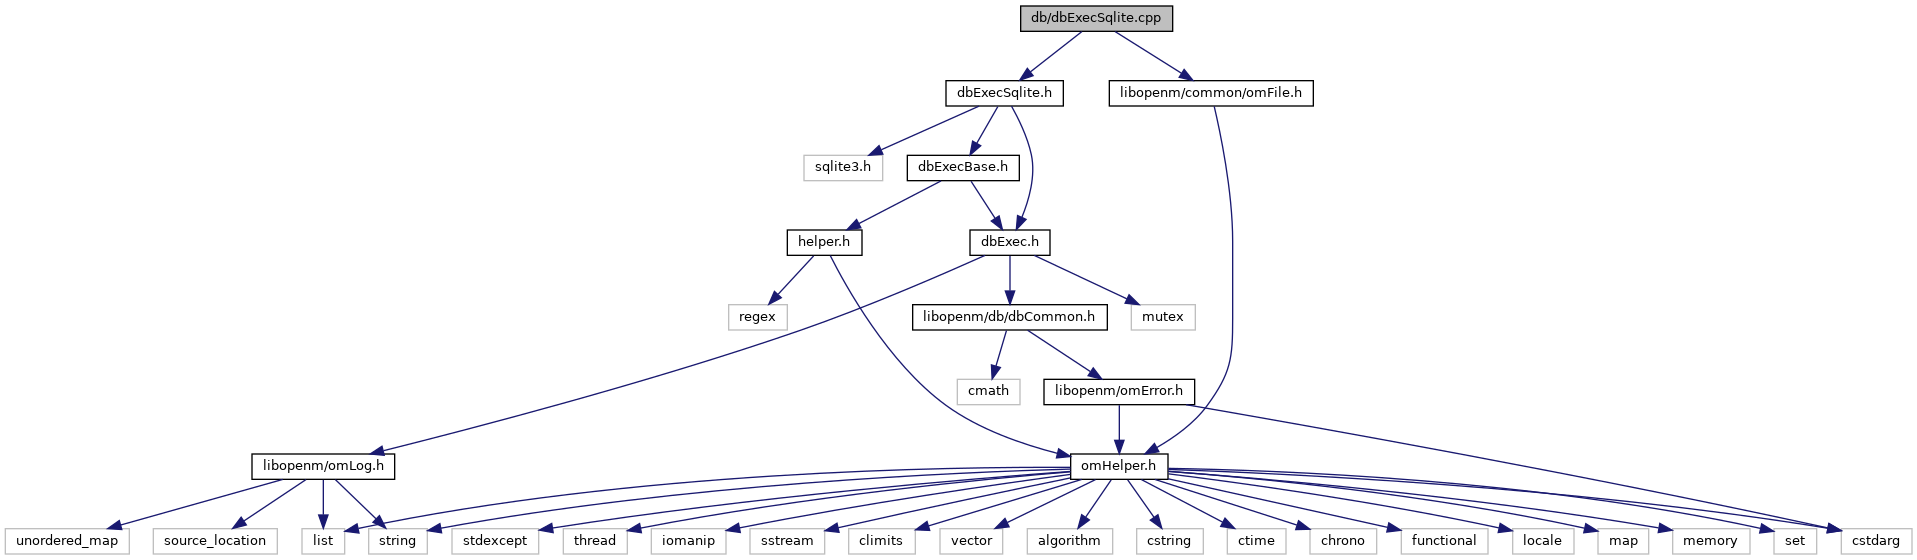 db/dbExecSqlite.cpp
dbExecSqlite.h
libopenm/common/omFile.h
sqlite3.h
dbExecBase.h
helper.h
dbExec.h
regex
libopenm/db/dbCommon.h
mutex
cmath
libopenm/omError.h
libopenm/omLog.h
omHelper.h
unordered_map
source_location
list
string
stdexcept
thread
iomanip
sstream
climits
vector
algorithm
cstring
ctime
chrono
functional
locale
map
memory
set
cstdarg